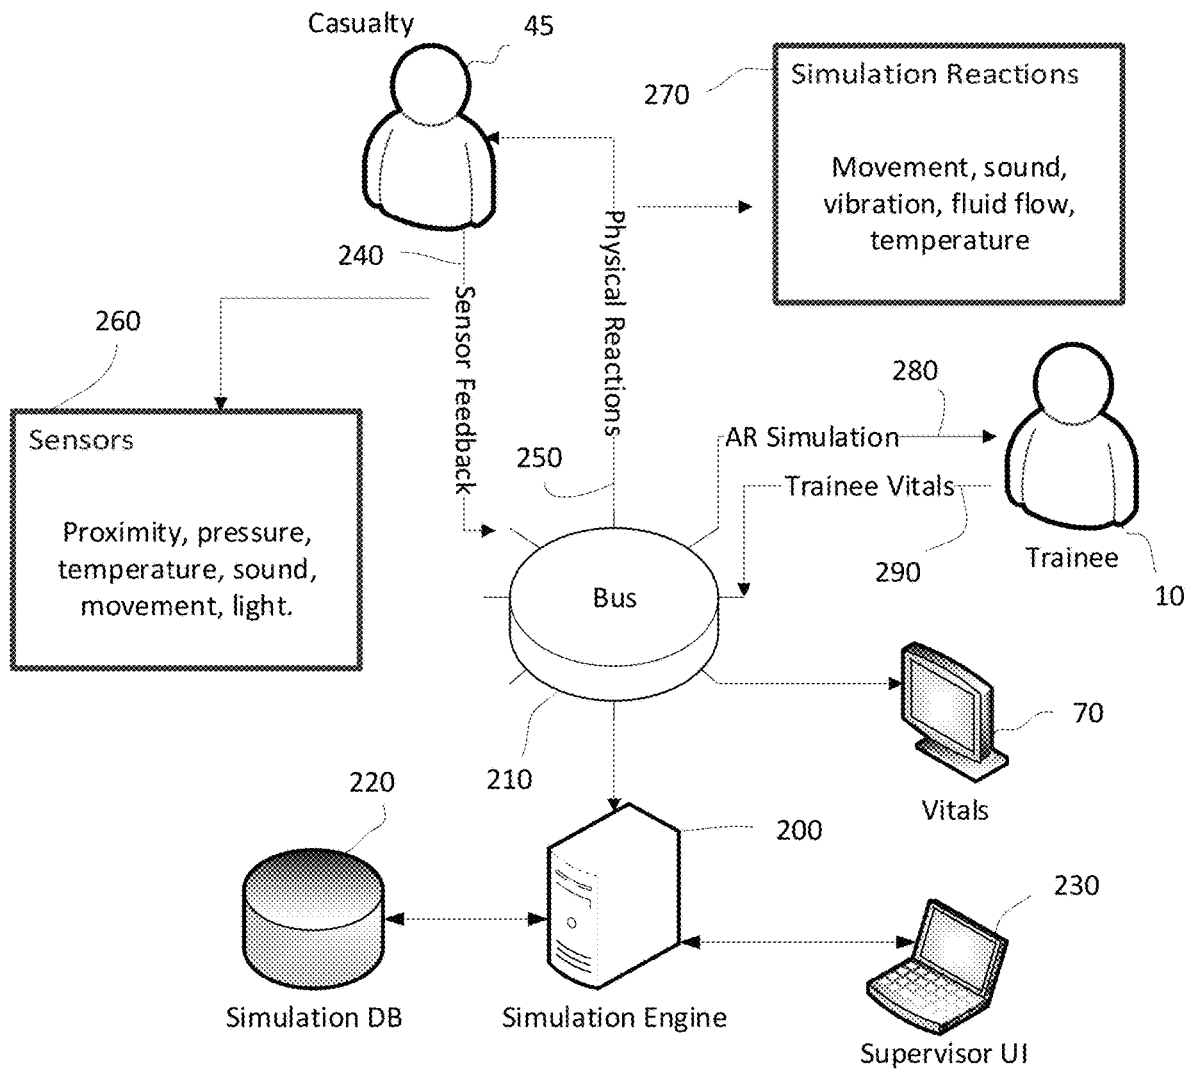 Casualty
45
270
Simulation Reactions
Movement, sound,
vibration, fluid flow,
temperature
240
Sensor Feedback
Physical Reactions
260
Sensors
Proximity, pressure,
temperature, sound,
movement, light.
250
280
AR Simulation
Trainee Vitals
290
Trainee
10
Bus
210
70
Vitals
220
200
230
Simulation DB
Simulation Engine
Supervisor UI